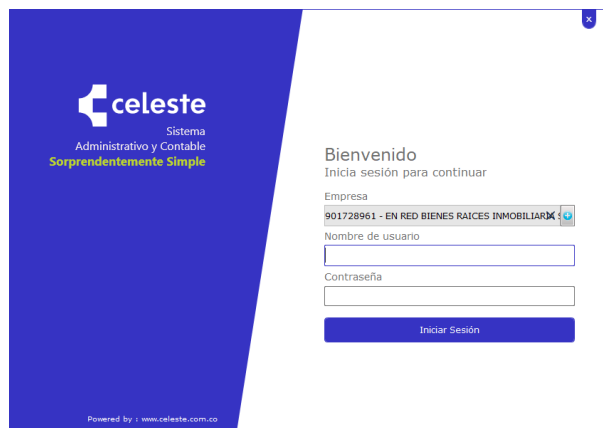 x
celeste
Sistema
Administrativo y Contable
Sorprendentemente Simple
Bienvenido
Inicia sesión para continuar
Empresa
901728961 - EN RED BIENES RAICES INMOBILIARIA
Nombre de usuario
Contraseña
Iniciar Sesión
Powered by : www.celeste.com.co